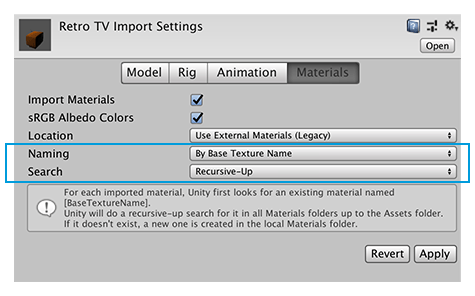 Retro TV Import Settings
Open
Model Rig Animation Materials
Import Materials
sRGB Albedo Colors
Location Use External Materials (Legacy)
Naming By Base Texture Name
Search Recursive-Up
For each imported material, Unity first looks for an existing material named
[BaseTextureName].
Unity will do a recursive-up search for it in all Materials folders up to the Assets folder.
If it doesn't exist, a new one is created in the local Materials folder.
Revert Apply